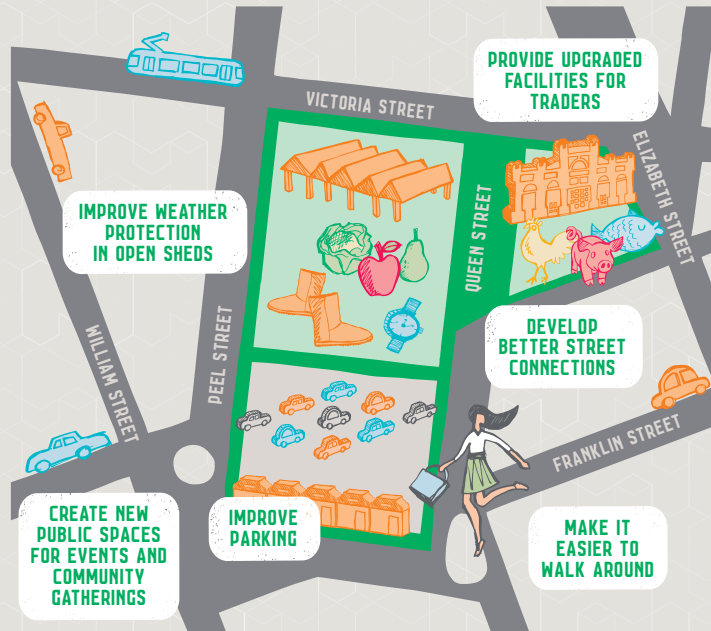 PROVIDE UPGRADED
FACILITIES FOR
TRADERS
VICTORIA STREET
ELIZABETH STREET
QUEEN STREET
IMPROVE WEATHER
PROTECTION
IN OPEN SHEDS
PEEL STREET
WILLIAM STREET
DEVELOP
BETTER STREET
CONNECTIONS
FRANKLIN STREET
CREATE NEW
PUBLIC SPACES
FOR EVENTS AND
COMMUNITY
GATHERINGS
IMPROVE
PARKING
MAKE IT
EASIER TO
WALK AROUND